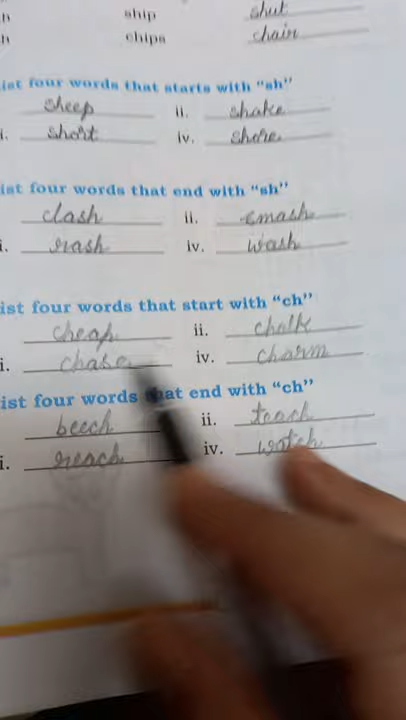 n ship shut
h chips chair
ist four words that starts with "sh"
sheep ii. shake
i. short iv. shore
ist four words that end with "sh"
clash ii. smash
i. rash iv. wash
ist four words that start with "ch"
cheap ii. chalk
i. chase iv. charm
ist four words that end with "ch"
beech ii. teach
i. reach iv. watch